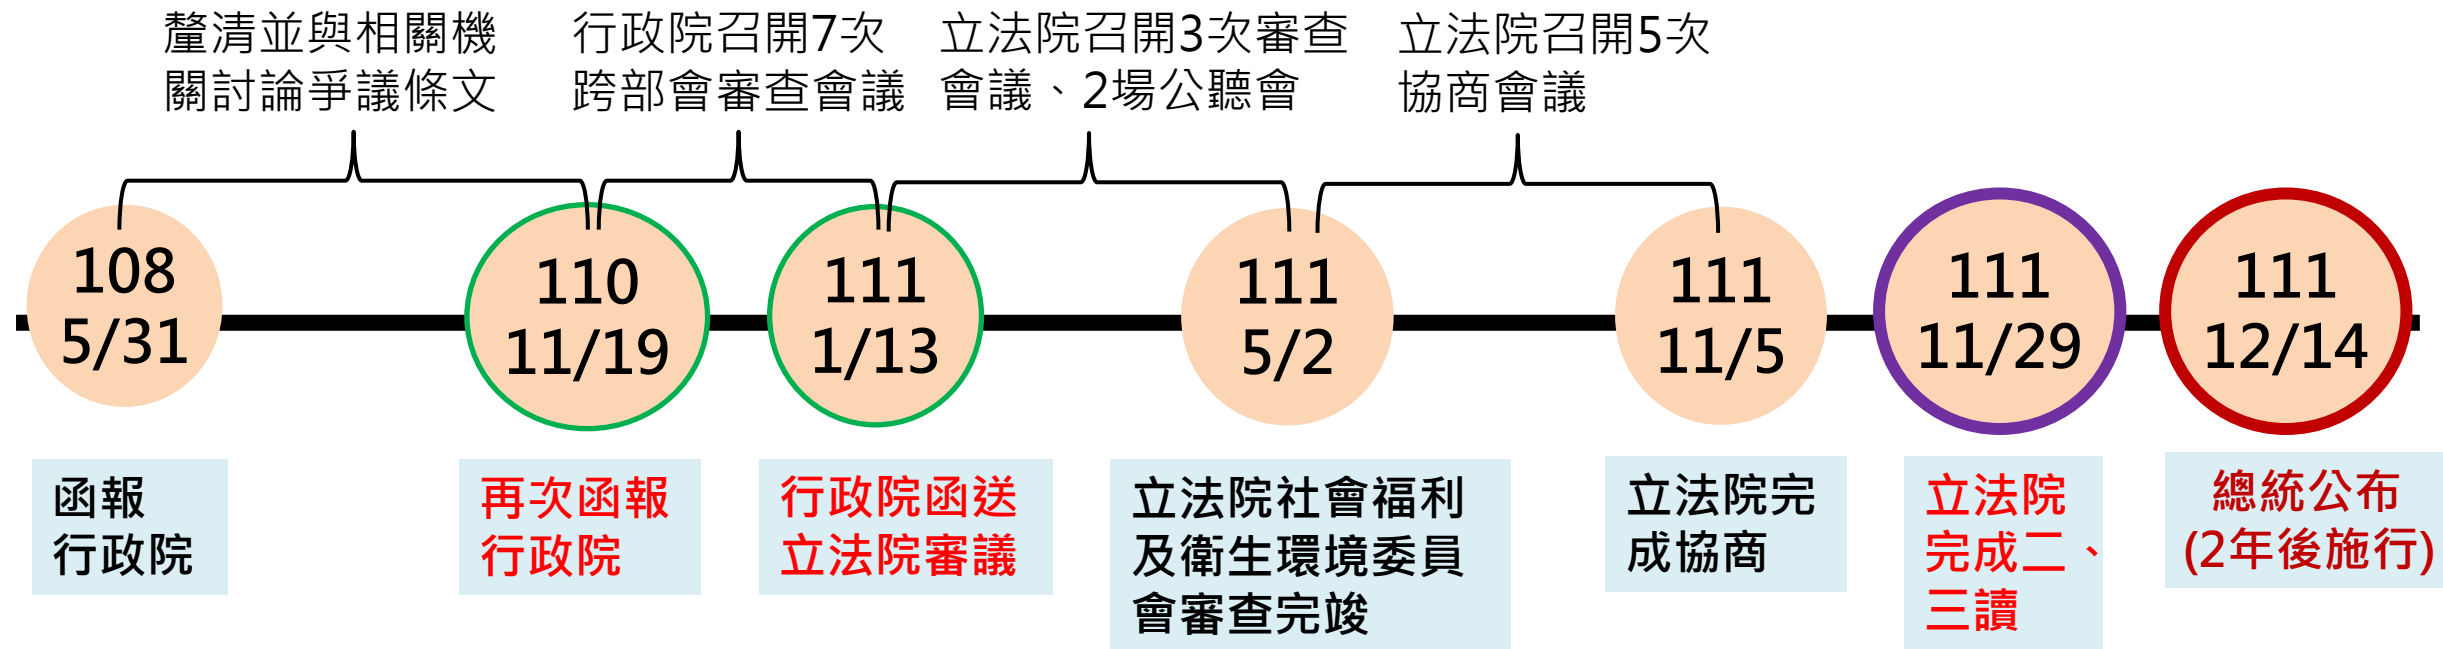 釐清並與相關機
關討論爭議條文
行政院召開7次
跨部會審查會議
立法院召開3次審查
會議、2場公聽會
立法院召開5次
協商會議
108
5/31
110
11/19
111
1/13
111
5/2
111
11/5
111
11/29
111
12/14
函報
行政院
再次函報
行政院
行政院函送
立法院審議
立法院社會福利
及衛生環境委員
會審查完竣
立法院完
成協商
立法院
完成二、
三讀
總統公布
(2年後施行)